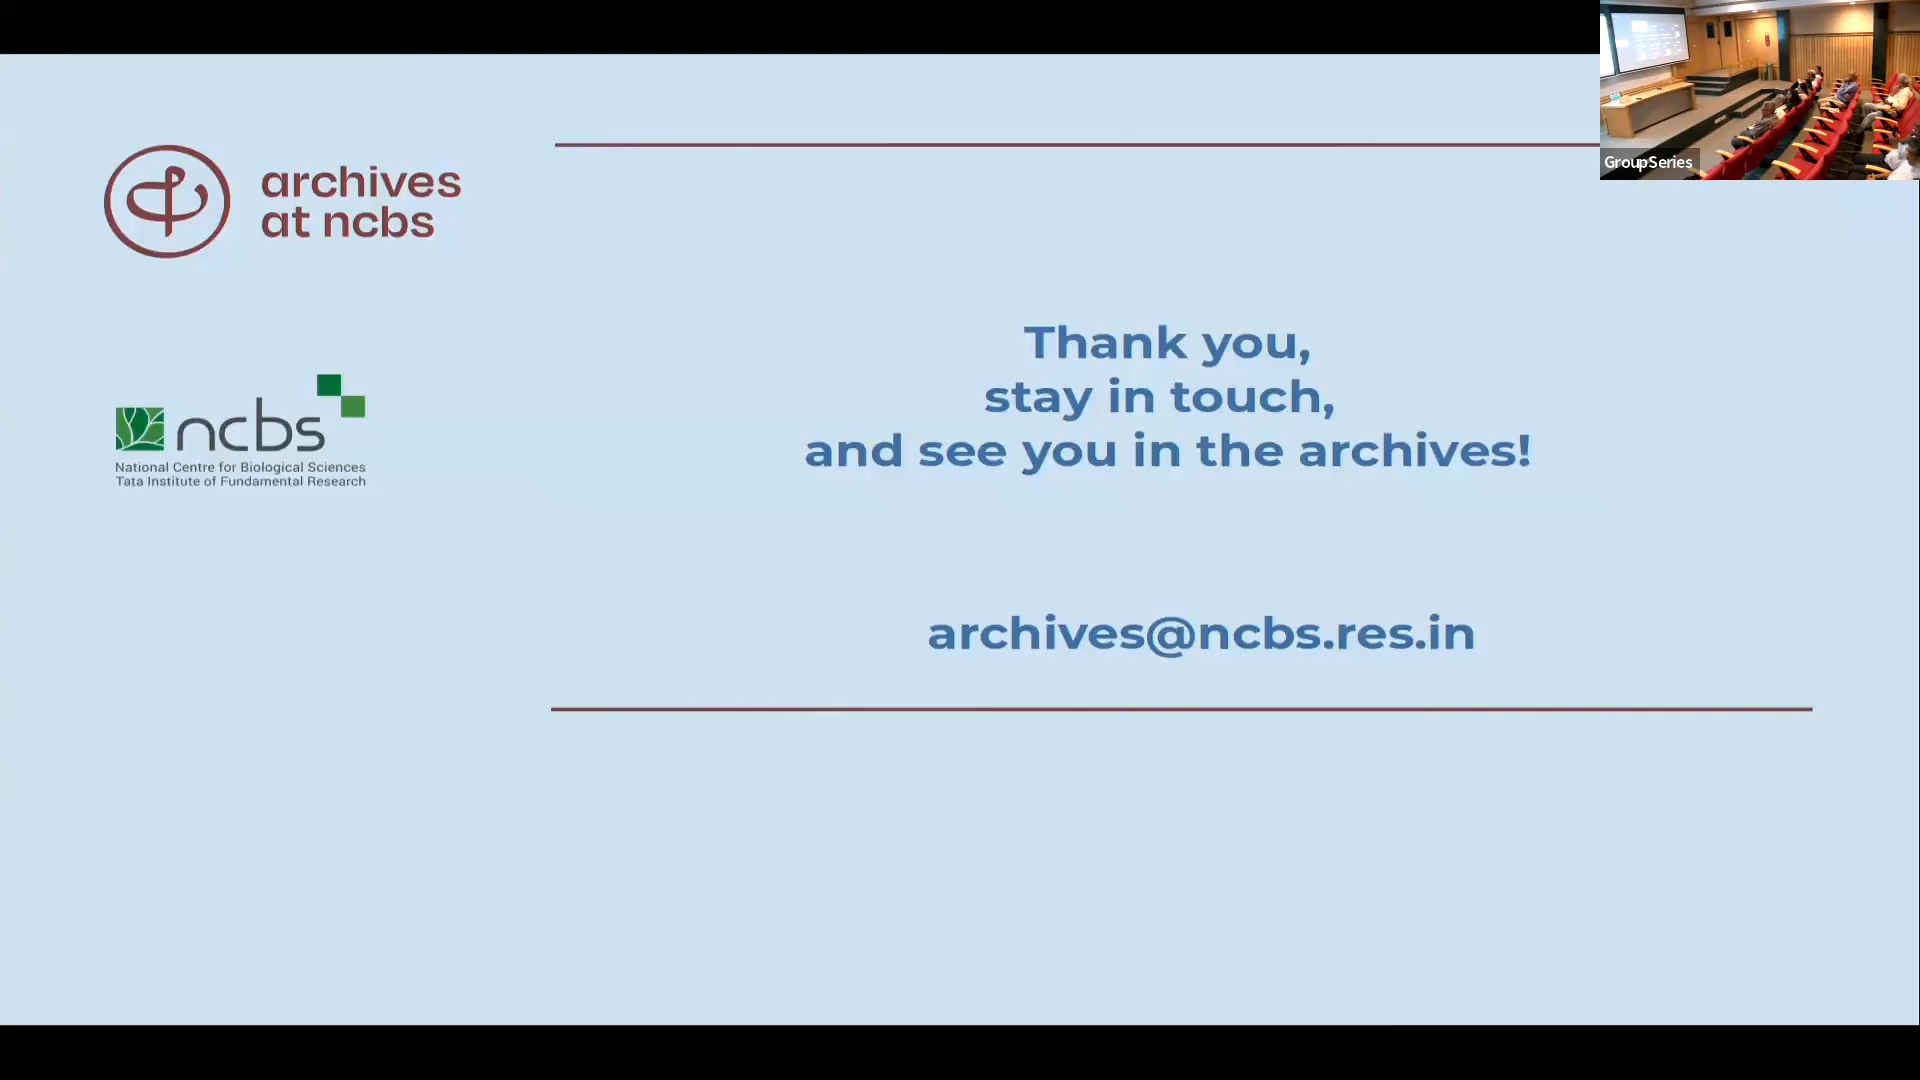 GroupSeries
archives
at ncbs
Thank you,
stay in touch,
and see you in the archives!
ncbs
National Centre for Biological Sciences
Tata Institute of Fundamental Research
archives@ncbs.res.in